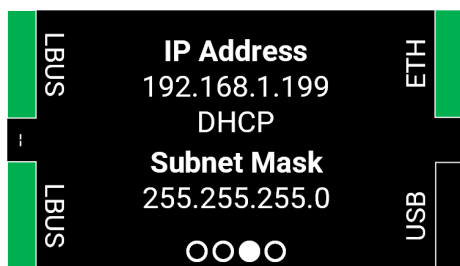 LBUS
ETH
IP Address
192.168.1.199
DHCP
Subnet Mask
255.255.255.0
LBUS
USB